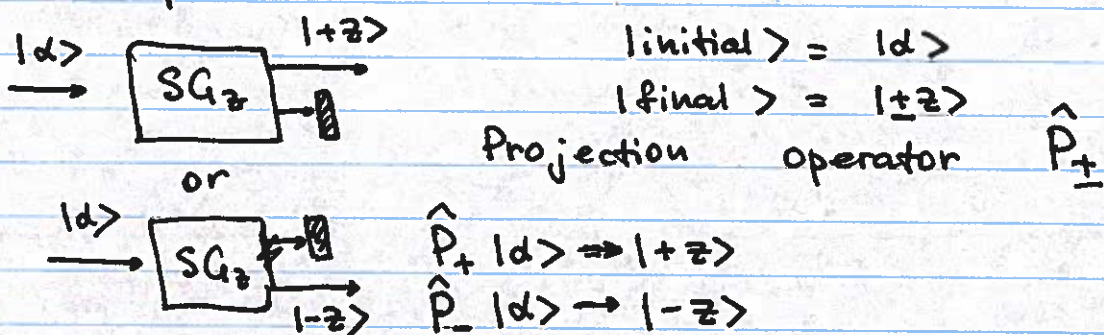 |α> |+z> |initial> = |α>
SG_z |final> = |±z>
Projection operator P̂_±
or
|α> SG_z P̂_+ |α> → |+z>
|-z> P̂_- |α> → |-z>